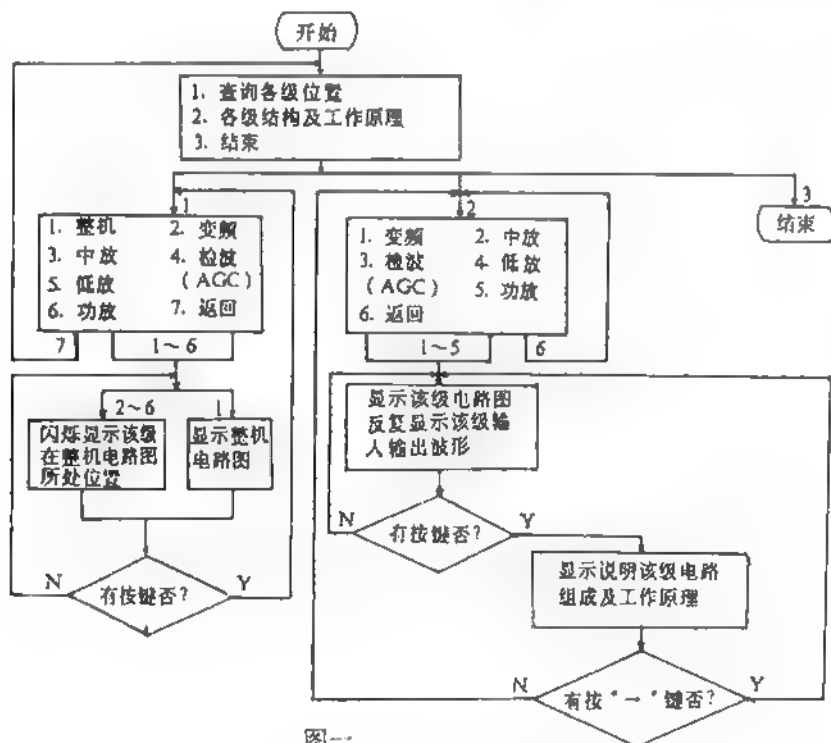 开始
1. 查询各级位置
2. 各级结构及工作原理
3. 结束
1
2
3
结束
1. 整机 2. 变频
3. 中放 4. 检波
5. 低放 (AGC)
6. 功放 7. 返回
7
1~6
1. 变频 2. 中放
3. 检波 4. 低放
(AGC) 5. 功放
6. 返回
1~5
6
2~6
1
闪烁显示该级
在整机电路图
所处位置
显示整机
电路图
显示该级电路图
反复显示该级输
入输出波形
N
有按键否?
Y
N
有按键否?
Y
显示说明该级电路
组成及工作原理
N
有按"→"键否?
Y
图一